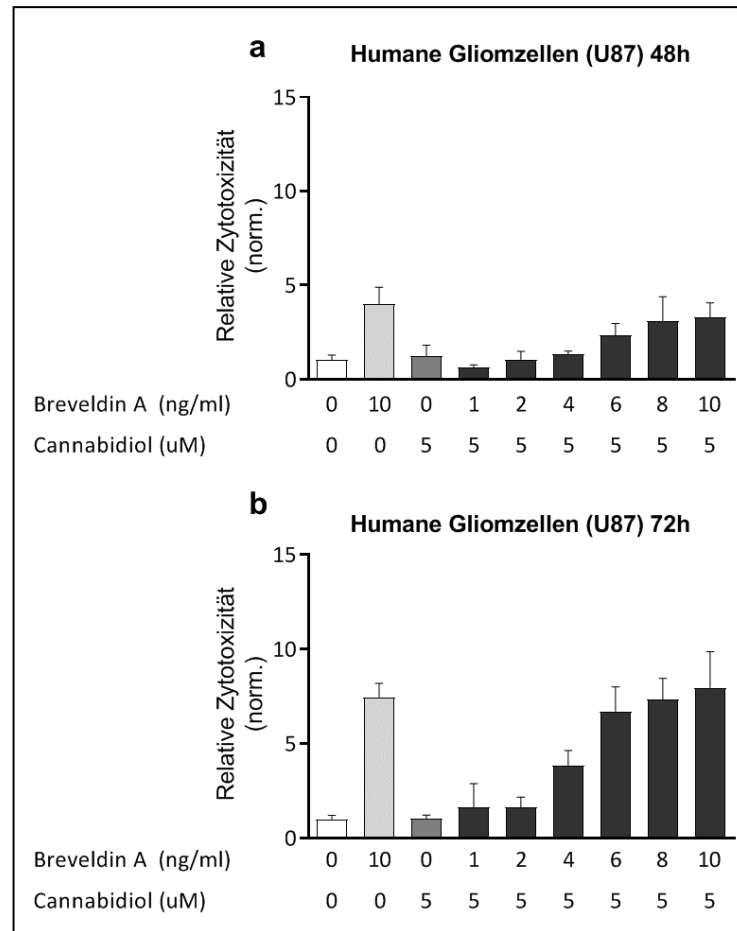 a
Humane Gliomzellen (U87) 48h
Relative Zytotoxizität
(norm.)
15
10
5
0
Breveldin A (ng/ml) 0 10 0 1 2 4 6 8 10
Cannabidiol (uM) 0 0 5 5 5 5 5 5 5
b
Humane Gliomzellen (U87) 72h
Relative Zytotoxizität
(norm.)
15
10
5
0
Breveldin A (ng/ml) 0 10 0 1 2 4 6 8 10
Cannabidiol (uM) 0 0 5 5 5 5 5 5 5